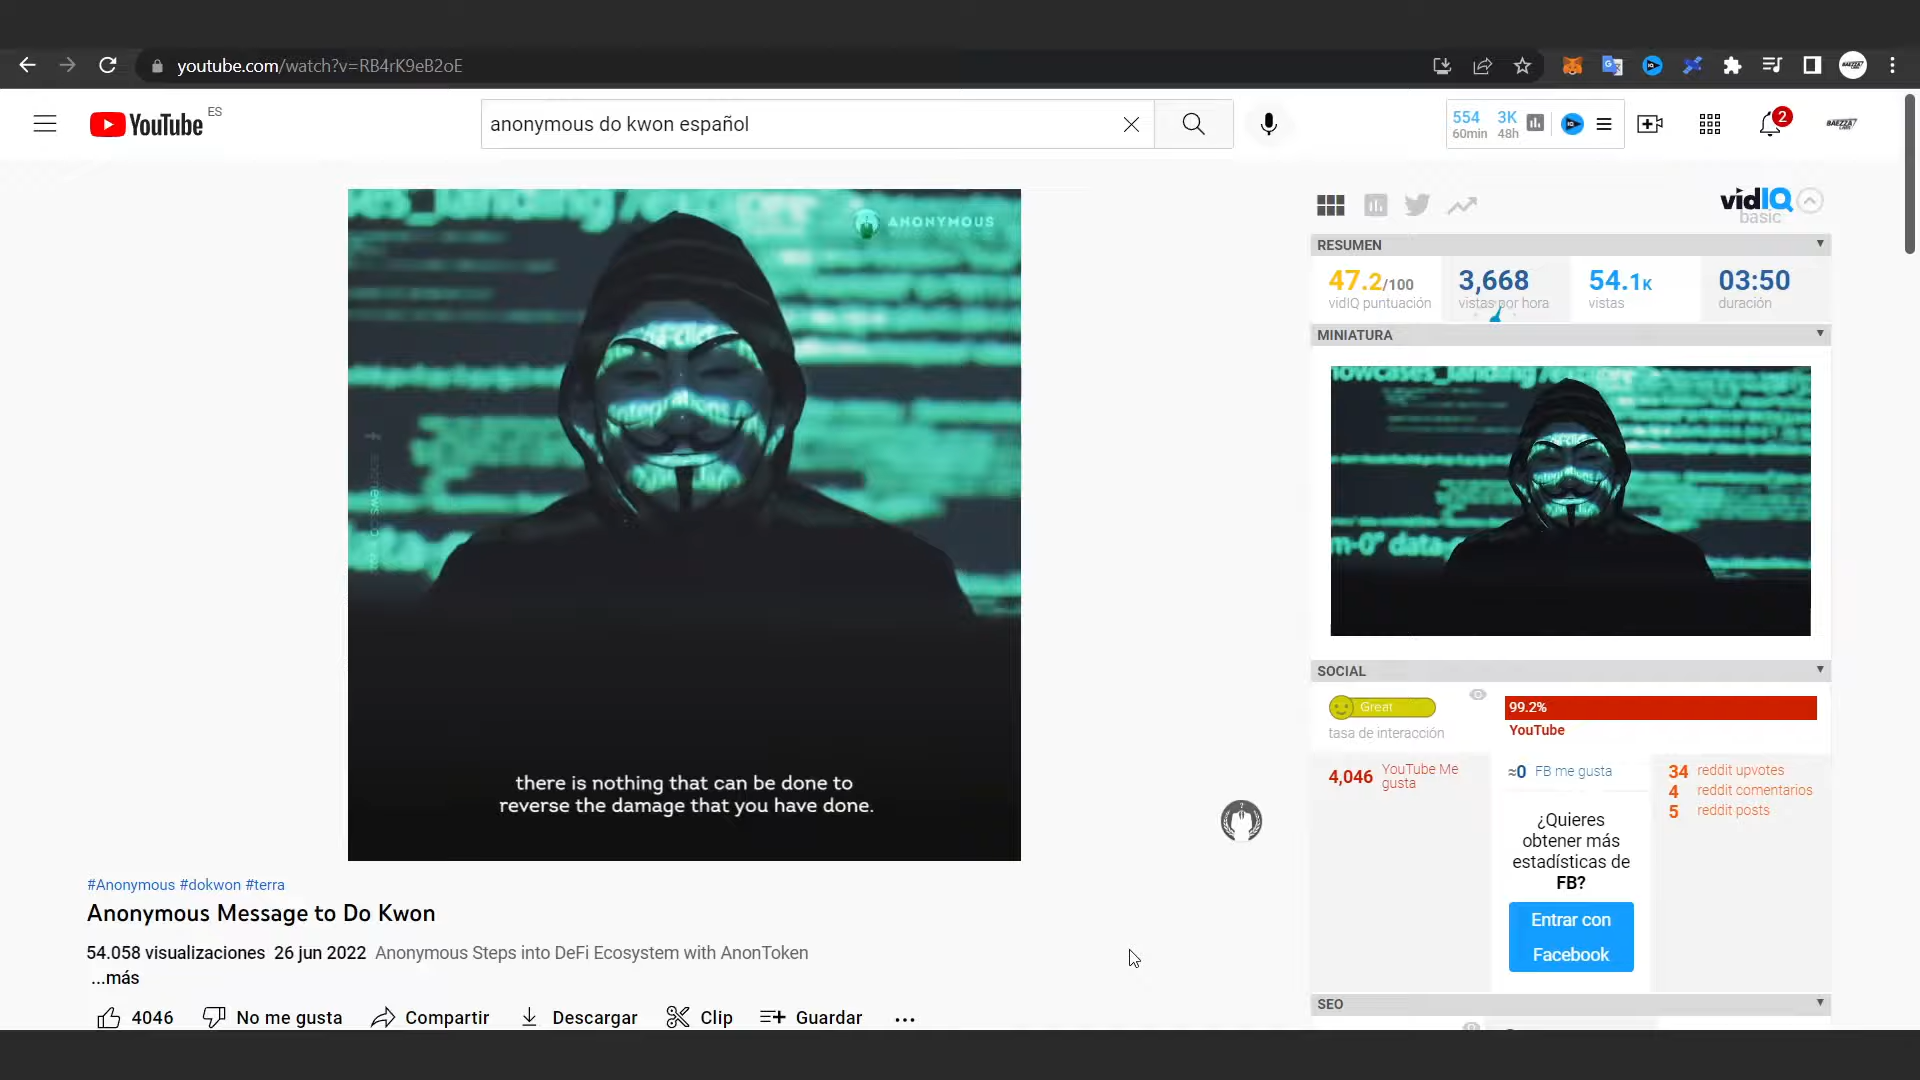 youtube.com/watch?v=RB4rK9eB2oE
YouTube ES
anonymous do kwon español
554 3K
60min 48h
2
ANONYMOUS
there is nothing that can be done to
reverse the damage that you have done.
#Anonymous #dokwon #terra
Anonymous Message to Do Kwon
54.058 visualizaciones 26 jun 2022 Anonymous Steps into DeFi Ecosystem with AnonToken
...más
4046 No me gusta Compartir Descargar Clip Guardar
vidIQ
basic
RESUMEN
47.2/100 3,668 54.1K 03:50
vidIQ puntuación vistas por hora vistas duración
MINIATURA
m-0" data-
SOCIAL
Great
tasa de interacción
99.2%
YouTube
4,046 YouTube Me
gusta
≈0 FB me gusta
¿Quieres
obtener más
estadísticas de
FB?
Entrar con
Facebook
34 reddit upvotes
4 reddit comentarios
5 reddit posts
SEO